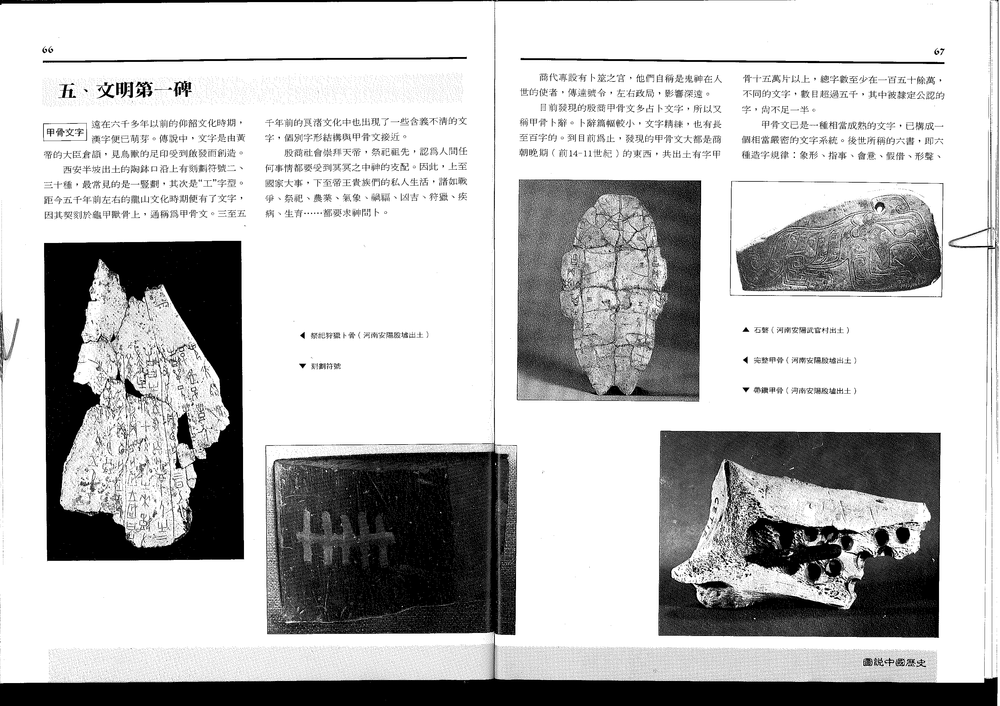 66
五、文明第一碑
甲骨文字
遠在六千多年以前的仰韶文化時期，
漢字便已萌芽。傳說中，文字是由黃
帝的大臣倉頡，見鳥獸的足印受到啟發而創造。
西安半坡出土的陶鉢口沿上有刻劃符號二、
三十種，最常見的是一豎劃，其次是“工”字型。
距今五千年前左右的龍山文化時期便有了文字，
因其契刻於龜甲獸骨上，通稱爲甲骨文。三至五
千年前的良渚文化中也出現了一些含義不清的文
字，個別字形結構與甲骨文接近。
殷商社會崇拜天帝，祭祀祖先，認爲人間任
何事情都要受到冥冥之中神的支配。因此，上至
國家大事，下至帝王貴族們的私人生活，諸如戰
爭、祭祀、農業、氣象、禍福、凶吉、狩獵、疾
病、生育……都要求神問卜。
◀ 祭祀狩獵卜骨（河南安陽殷墟出土）
▼ 刻劃符號
67
商代專設有卜筮之官，他們自稱是鬼神在人
世的使者，傳達號令，左右政局，影響深遠。
目前發現的殷商甲骨文多占卜文字，所以又
稱甲骨卜辭。卜辭篇幅較小，文字精練，也有長
至百字的。到目前爲止，發現的甲骨文大都是商
朝晚期（前14-11世紀）的東西，共出土有字甲
骨十五萬片以上，總字數至少在一百五十餘萬，
不同的文字，數目超過五千，其中被隸定公認的
字，尚不足一半。
甲骨文已是一種相當成熟的文字，已構成一
個相當嚴密的文字系統。後世所稱的六書，即六
種造字規律：象形、指事、會意、假借、形聲、
▲ 石磬（河南安陽武官村出土）
◀ 完整甲骨（河南安陽殷墟出土）
▼ 帶鑽甲骨（河南安陽殷墟出土）
圖說中國歷史